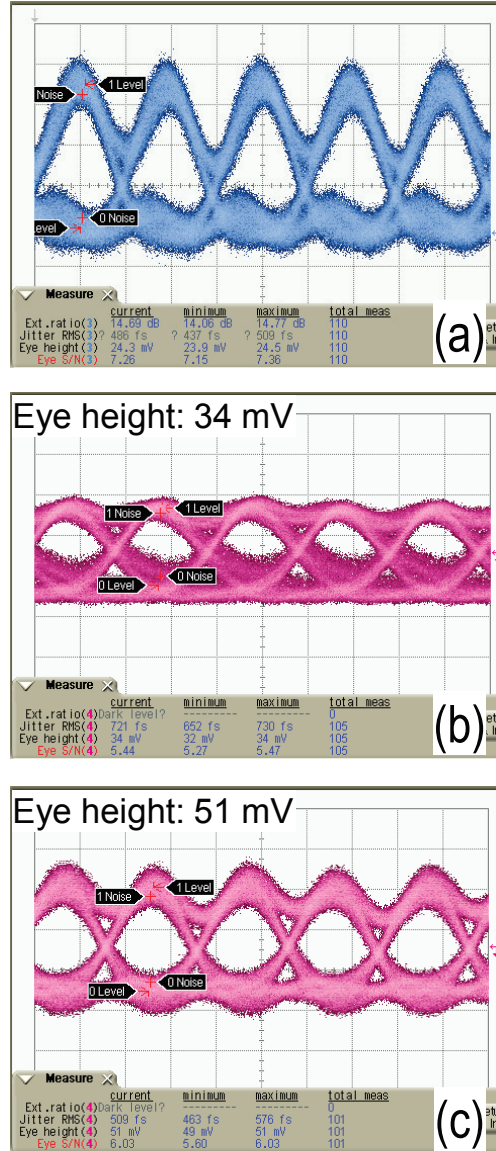 1 Level
Noise
0 Noise
Level
Measure
current minimum maximum total meas
Ext.ratio(3) 14.69 dB 14.06 dB 14.77 dB 110
Jitter RMS(3)? 486 fs ? 437 fs ? 509 fs 110
Eye height(3) 24.3 mV 23.9 mV 24.5 mV 110
Eye S/N(3) 7.26 7.15 7.36 110
(a)
Eye height: 34 mV
1 Noise
1 Level
0 Level
0 Noise
Measure
current minimum maximum total meas
Ext.ratio(4)Dark level? --------- --------- 0
Jitter RMS(4) 721 fs 652 fs 730 fs 105
Eye height(4) 34 mV 32 mV 34 mV 105
Eye S/N(4) 5.44 5.27 5.47 105
(b)
Eye height: 51 mV
1 Level
1 Noise
0 Noise
0 Level
Measure
current minimum maximum total meas
Ext.ratio(4)Dark level? --------- --------- 0
Jitter RMS(4) 509 fs 463 fs 576 fs 101
Eye height(4) 51 mV 49 mV 51 mV 101
Eye S/N(4) 6.03 5.60 6.03 101
(c)